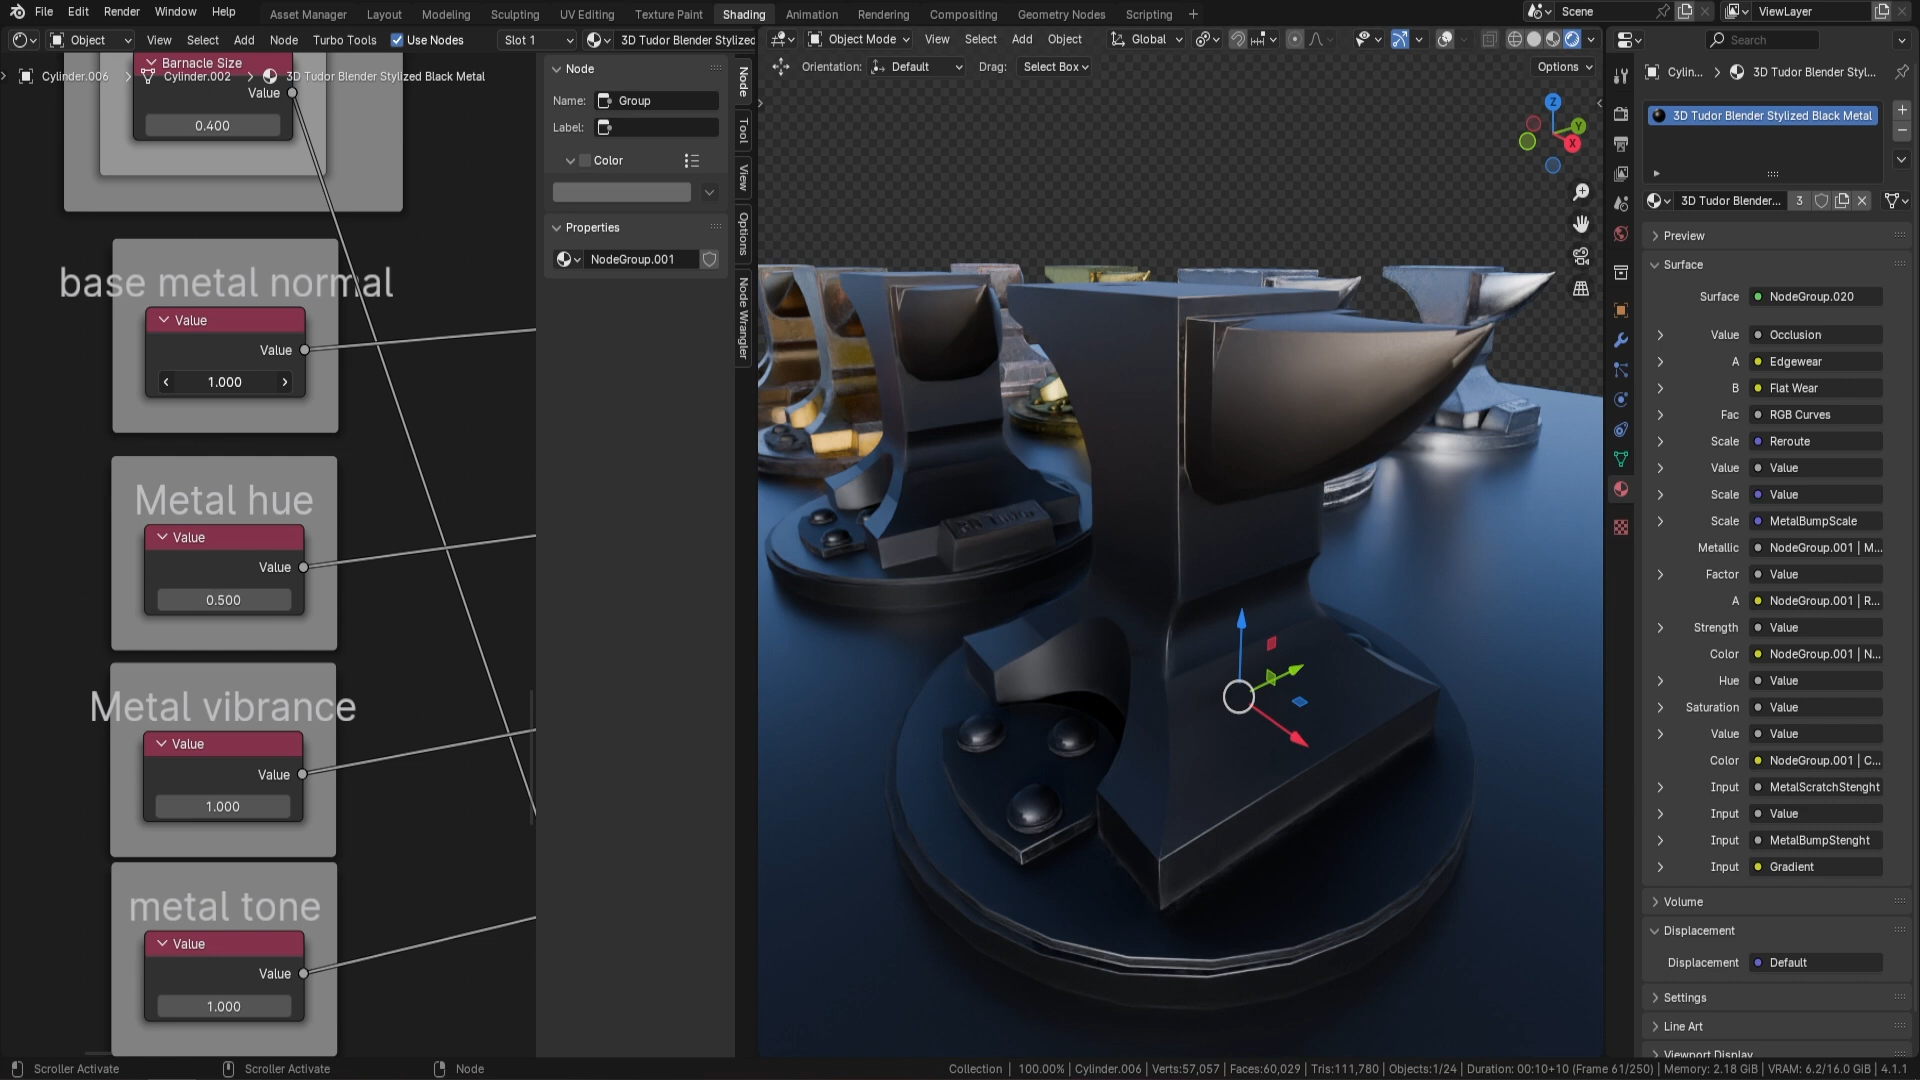 File Edit Render Window Help
Asset Manager Layout Modeling Sculpting UV Editing Texture Paint Shading Animation Rendering Compositing Geometry Nodes Scripting +
Scene
ViewLayer
Object View Select Add Node Turbo Tools Use Nodes Slot 1 3D Tudor Blender Stylized
Object Mode View Select Add Object Global
Search
Orientation: Default Drag: Select Box Options
Cylinder.006 > Cylinder.002 > 3D Tudor Blender Stylized Black Metal
Barnacle Size
Value
0.400
base metal normal
Value
Value
1.000
Metal hue
Value
Value
0.500
Metal vibrance
Value
Value
1.000
metal tone
Value
Value
1.000
Node
Name: Group
Label:
Color
Properties
NodeGroup.001
Node
Tool
View
Options
Node Wrangler
Z
Y
X
Cylin... > 3D Tudor Blender Styl...
3D Tudor Blender Stylized Black Metal
3D Tudor Blender... 3
Preview
Surface
Surface NodeGroup.020
Value Occlusion
A Edgewear
B Flat Wear
Fac RGB Curves
Scale Reroute
Value Value
Scale Value
Scale MetalBumpScale
Metallic NodeGroup.001 | M...
Factor Value
A NodeGroup.001 | R...
Strength Value
Color NodeGroup.001 | N...
Hue Value
Saturation Value
Value Value
Color NodeGroup.001 | C...
Input MetalScratchStenght
Input Value
Input MetalBumpStenght
Input Gradient
Volume
Displacement
Displacement Default
Settings
Line Art
Viewport Display
Scroller Activate Scroller Activate Node
Collection | 100.00% | Cylinder.006 | Verts:57,057 | Faces:60,029 | Tris:111,780 | Objects:1/24 | Duration: 00:10+10 (Frame 61/250) | Memory: 2.18 GiB | VRAM: 6.2/16.0 GiB | 4.1.1